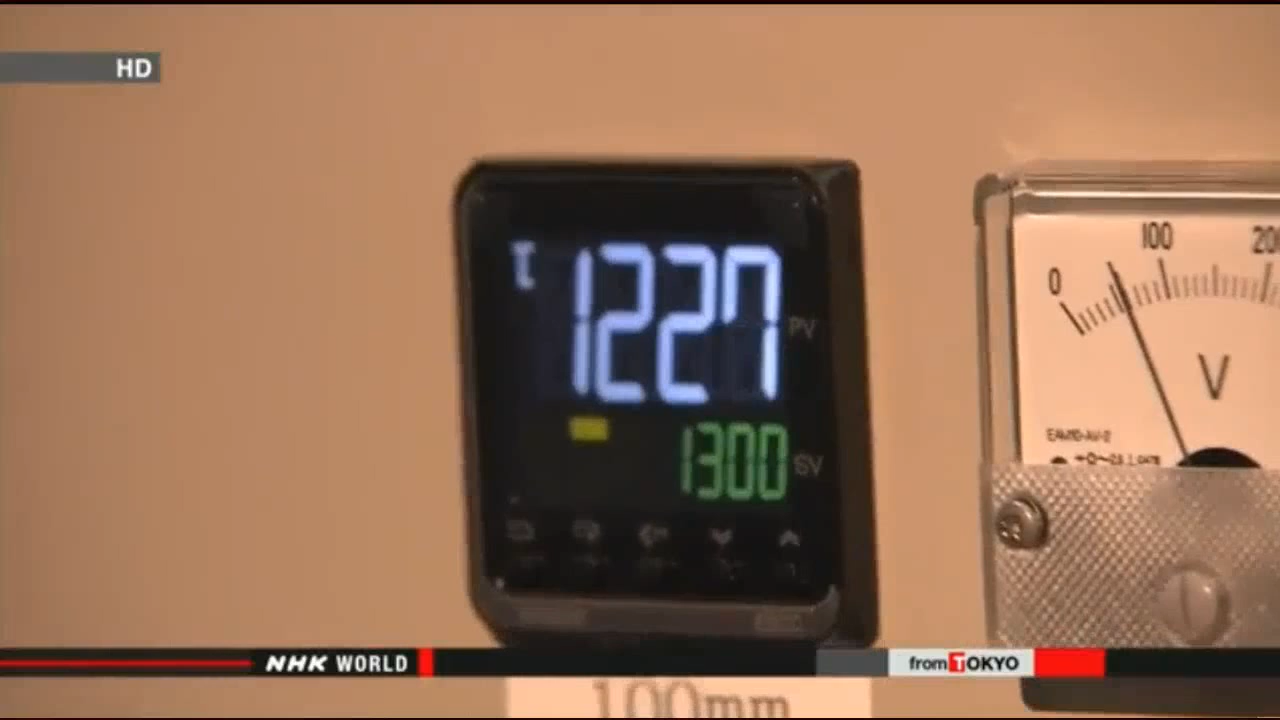 HD
℃ 1227 PV
1300 SV
0 100 200
V
NHK WORLD
from TOKYO
100mm